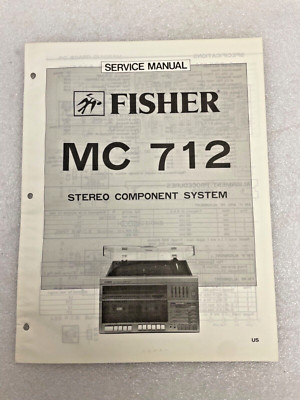 SERVICE MANUAL
FISHER
MC 712
STEREO COMPONENT SYSTEM
US